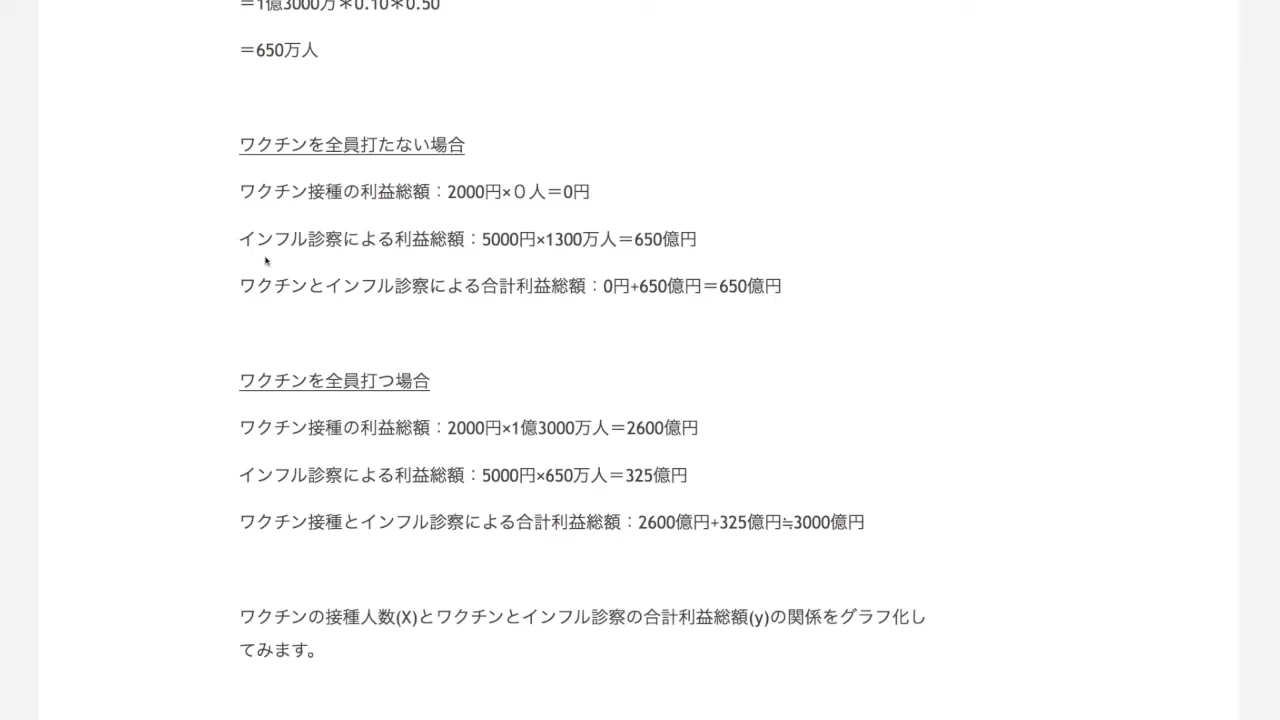 ＝1億3000万＊0.10＊0.50
＝650万人
ワクチンを全員打たない場合
ワクチン接種の利益総額：2000円×０人＝0円
インフル診察による利益総額：5000円×1300万人＝650億円
ワクチンとインフル診察による合計利益総額：0円+650億円＝650億円
ワクチンを全員打つ場合
ワクチン接種の利益総額：2000円×1億3000万人＝2600億円
インフル診察による利益総額：5000円×650万人＝325億円
ワクチン接種とインフル診察による合計利益総額：2600億円+325億円≒3000億円
ワクチンの接種人数(X)とワクチンとインフル診察の合計利益総額(y)の関係をグラフ化し
てみます。